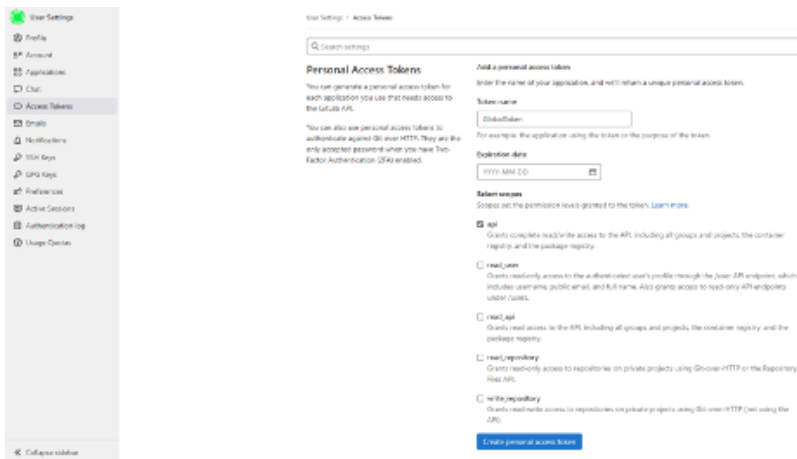 User Settings
Profile
Account
Applications
Chat
Access Tokens
Emails
Notifications
SSH Keys
GPG Keys
Preferences
Active Sessions
Authentication log
Usage Quotas
Collapse sidebar
User Settings > Access Tokens
Search settings
Personal Access Tokens
You can generate a personal access token for
each application you use that needs access to
the GitLab API.
You can also use personal access tokens to
authenticate against Git over HTTP. They are the
only accepted password when you have Two-
Factor Authentication (2FA) enabled.
Add a personal access token
Enter the name of your application, and we'll return a unique personal access token.
Token name
GlobalToken
For example, the application using the token or the purpose of the token.
Expiration date
YYYY-MM-DD
Select scopes
Scopes set the permission levels granted to the token. Learn more.
api
Grants complete read/write access to the API, including all groups and projects, the container
registry, and the package registry.
read_user
Grants read-only access to the authenticated user's profile through the /user API endpoint, which
includes username, public email, and full name. Also grants access to read-only API endpoints
under /users.
read_api
Grants read access to the API, including all groups and projects, the container registry, and the
package registry.
read_repository
Grants read-only access to repositories on private projects using Git-over-HTTP or the Repository
Files API.
write_repository
Grants read-write access to repositories on private projects using Git-over-HTTP (not using the
API).
Create personal access token